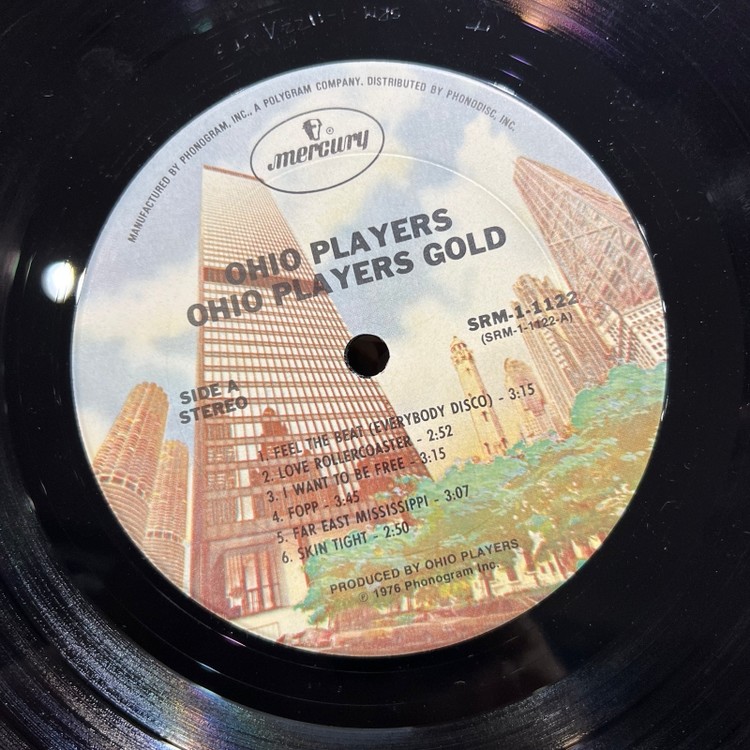 MANUFACTURED BY PHONOGRAM, INC., A POLYGRAM COMPANY. DISTRIBUTED BY PHONODISC, INC.
mercury ®
OHIO PLAYERS
OHIO PLAYERS GOLD
SRM-1-1122
(SRM-1-1122-A)
SIDE A
STEREO
1. FEEL THE BEAT (EVERYBODY DISCO) - 3:15
2. LOVE ROLLERCOASTER - 2:52
3. I WANT TO BE FREE - 3:15
4. FOPP - 3:45
5. FAR EAST MISSISSIPPI - 3:07
6. SKIN TIGHT - 2:50
PRODUCED BY OHIO PLAYERS
℗ 1976 Phonogram Inc.